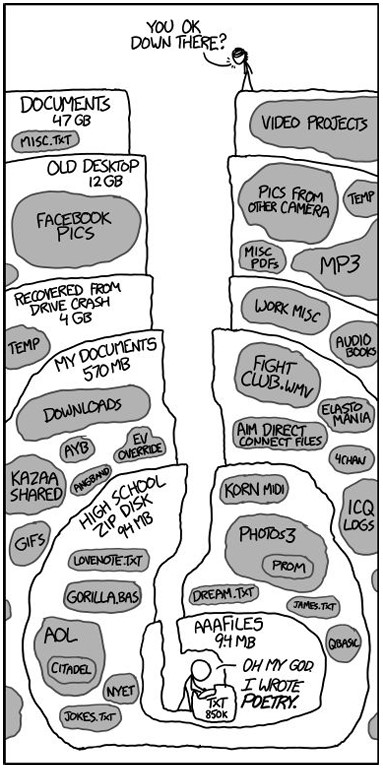 YOU OK
DOWN THERE?
DOCUMENTS
47 GB
MISC.TXT
VIDEO PROJECTS
OLD DESKTOP
12 GB
FACEBOOK
PICS
PICS FROM
OTHER CAMERA
TEMP
MISC
PDFs
MP3
RECOVERED FROM
DRIVE CRASH
4 GB
TEMP
WORK MISC
AUDIO
BOOKS
MY DOCUMENTS
570 MB
DOWNLOADS
AYB
EV
OVERRIDE
KAZAA
SHARED
ANGBAND
GIFS
FIGHT
CLUB.WMV
ELASTO
MANIA
AIM DIRECT
CONNECT FILES
4CHAN
ICQ
LOGS
HIGH SCHOOL
ZIP DISK
94 MB
LOVENOTE.TXT
GORILLA.BAS
AOL
CITADEL
NYET
JOKES.TXT
KORN MIDI
PHOTOS3
PROM
DREAM.TXT
JAMES.TXT
QBASIC
AAAFILES
9.4 MB
OH MY GOD.
I WROTE
POETRY.
TXT
850K